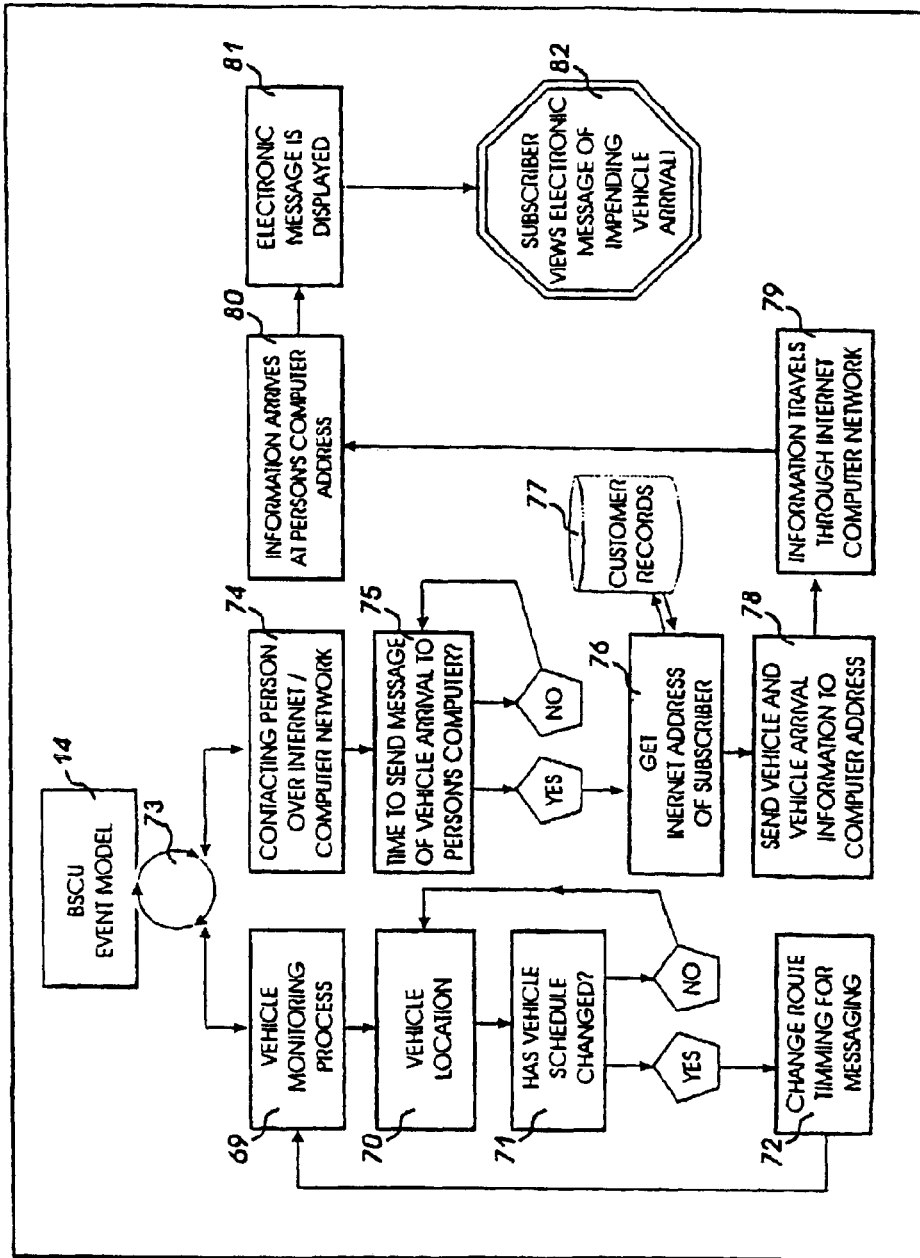 14
BSCU
EVENT MODEL
73
69
VEHICLE
MONITORING
PROCESS
70
VEHICLE
LOCATION
71
HAS VEHICLE
SCHEDULE
CHANGED?
YES
NO
72
CHANGE ROUTE
TIMMING FOR
MESSAGING
74
CONTACTING PERSON
OVER INTERNET /
COMPUTER NETWORK
75
TIME TO SEND MESSAGE
OF VEHICLE ARRIVAL TO
PERSON'S COMPUTER?
YES
NO
76
GET
INERNET ADDRESS
OF SUBSCRIBER
77
CUSTOMER
RECORDS
78
SEND VEHICLE AND
VEHICLE ARRIVAL
INFORMATION TO
COMPUTER ADDRESS
79
INFORMATION TRAVELS
THROUGH INTERNET
COMPUTER NETWORK
80
INFORMATION ARRIVES
AT PERSON'S COMPUTER
ADDRESS
81
ELECTRONIC
MESSAGE IS
DISPLAYED
82
SUBSCRIBER
VIEWS ELECTRONIC
MESSAGE OF
IMPENDING
VEHICLE
ARRIVAL!